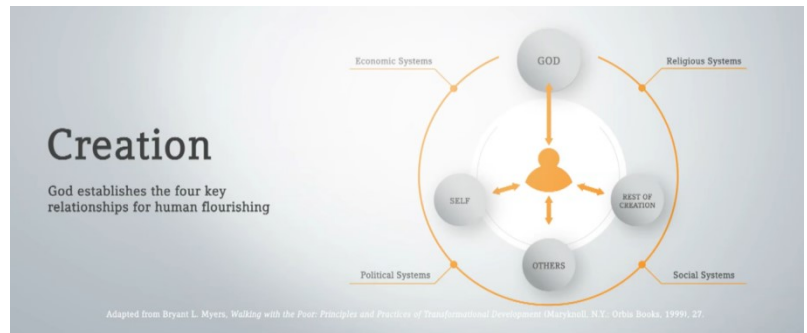 Creation
God establishes the four key
relationships for human flourishing
Economic Systems
GOD
Religious Systems
SELF
REST OF
CREATION
OTHERS
Political Systems
Social Systems
Adapted from Bryant L. Myers, Walking with the Poor: Principles and Practices of Transformational Development (Maryknoll, N.Y.: Orbis Books, 1999), 27.